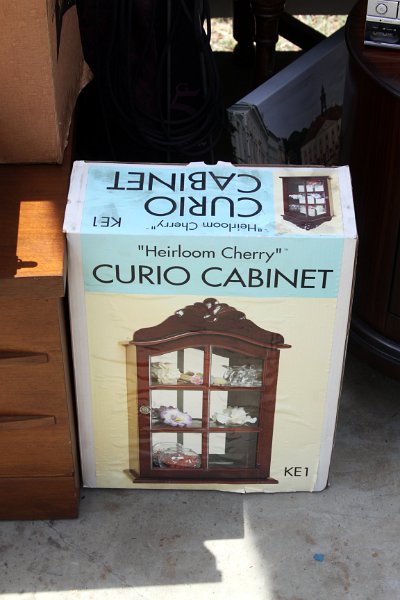 CURIO
CABINET
"Heirloom Cherry"™
KE1
"Heirloom Cherry"™
CURIO CABINET
KE1